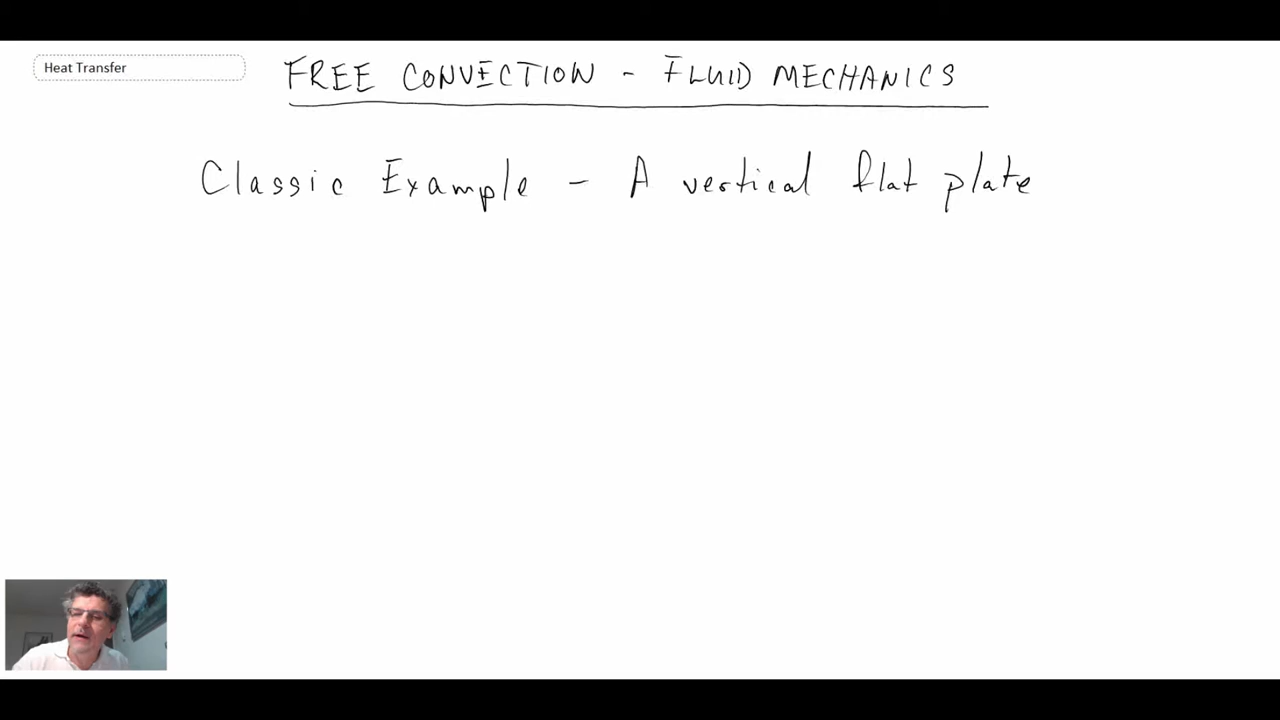 Heat Transfer
FREE CONVECTION - FLUID MECHANICS
Classic Example - A vertical flat plate